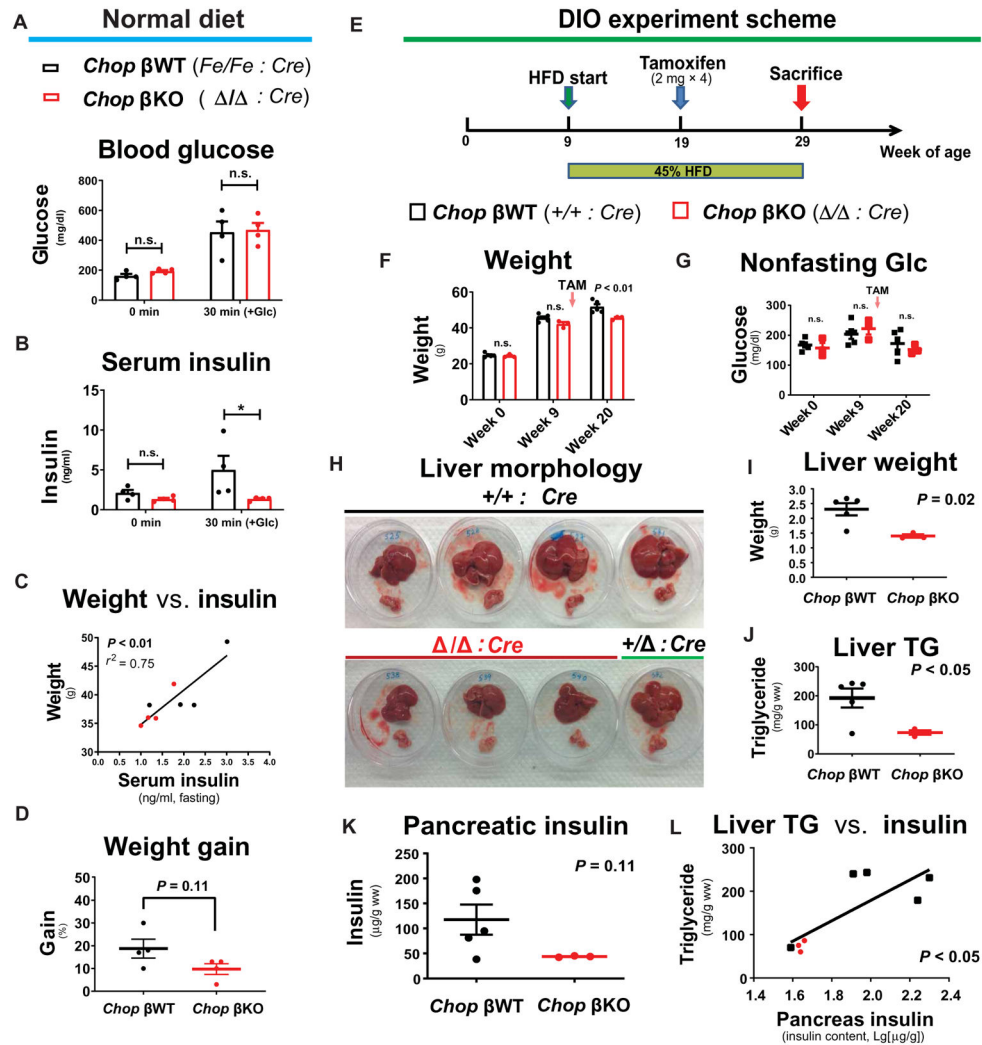 A
Normal diet
Chop βWT (Fe/Fe : Cre)
Chop βKO ( Δ/Δ : Cre)
Blood glucose
Glucose
(mg/dl)
800
600
400
200
0
n.s.
n.s.
0 min
30 min (+Glc)
B
Serum insulin
Insulin
(ng/ml)
15
10
5
0
n.s.
*
0 min
30 min (+Glc)
C
Weight vs. insulin
P < 0.01
r² = 0.75
Weight
(g)
50
45
40
35
30
0.0 0.5 1.0 1.5 2.0 2.5 3.0 3.5 4.0
Serum insulin
(ng/ml, fasting)
D
Weight gain
P = 0.11
Gain
(%)
50
40
30
20
10
0
Chop βWT
Chop βKO
E
DIO experiment scheme
HFD start
Tamoxifen
(2 mg × 4)
Sacrifice
0
9
19
29
Week of age
45% HFD
Chop βWT (+/+ : Cre)
Chop βKO (Δ/Δ : Cre)
F
Weight
TAM
n.s.
n.s.
P < 0.01
Weight
(g)
60
40
20
0
Week 0
Week 9
Week 20
G
Nonfasting Glc
TAM
n.s.
n.s.
n.s.
Glucose
(mg/dl)
300
200
100
0
Week 0
Week 9
Week 20
H
Liver morphology
+/+ : Cre
Δ/Δ : Cre
+/Δ : Cre
I
Liver weight
P = 0.02
Weight
(g)
3.0
2.5
2.0
1.5
1.0
0.5
0.0
Chop βWT
Chop βKO
J
Liver TG
P < 0.05
Triglyceride
(mg/g ww)
300
200
100
0
Chop βWT
Chop βKO
K
Pancreatic insulin
P = 0.11
Insulin
(μg/g ww)
250
200
150
100
50
0
Chop βWT
Chop βKO
L
Liver TG vs. insulin
Triglyceride
(mg/g ww)
300
200
100
0
P < 0.05
1.4 1.6 1.8 2.0 2.2 2.4
Pancreas insulin
(insulin content, Lg[μg/g])